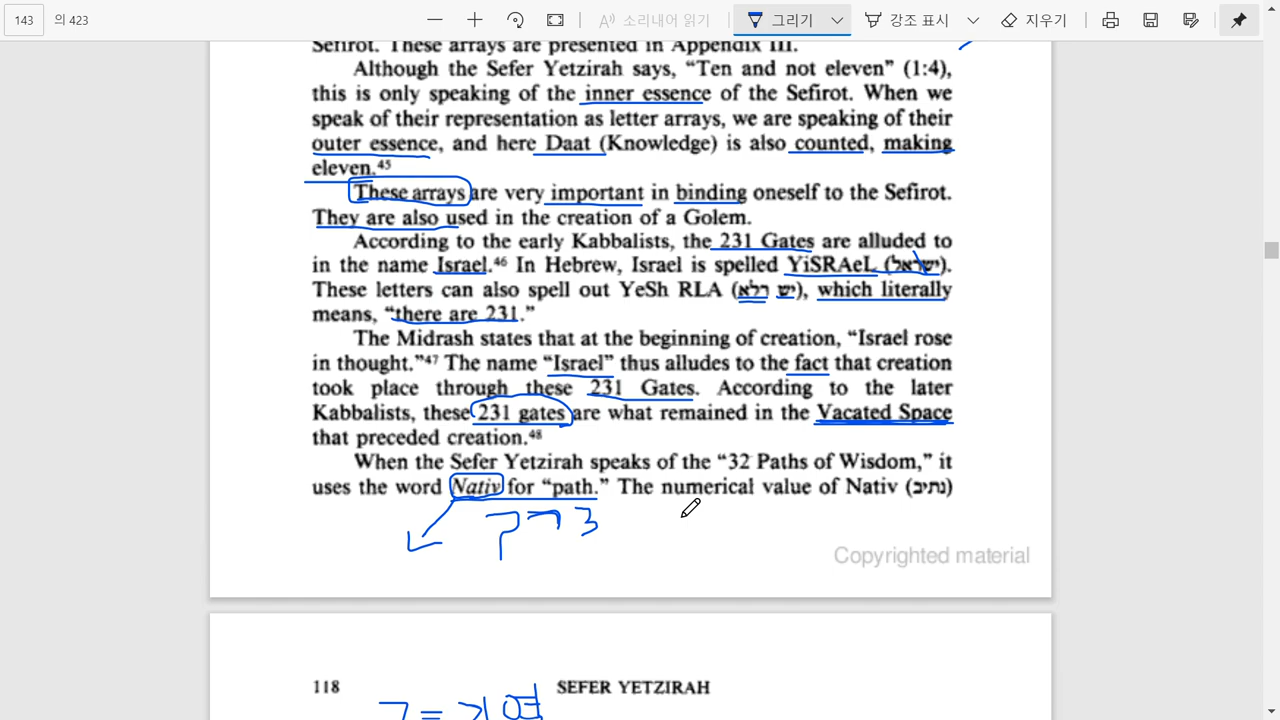 143 의 423 소리내어 읽기 그리기 강조 표시 지우기
Sefirot. These arrays are presented in Appendix III.
Although the Sefer Yetzirah says, “Ten and not eleven” (1:4),
this is only speaking of the inner essence of the Sefirot. When we
speak of their representation as letter arrays, we are speaking of their
outer essence, and here Daat (Knowledge) is also counted, making
eleven.⁴⁵
These arrays are very important in binding oneself to the Sefirot.
They are also used in the creation of a Golem.
According to the early Kabbalists, the 231 Gates are alluded to
in the name Israel.⁴⁶ In Hebrew, Israel is spelled YiSRAeL (ישראל).
These letters can also spell out YeSh RLA (יש רלא), which literally
means, “there are 231.”
The Midrash states that at the beginning of creation, “Israel rose
in thought.”⁴⁷ The name “Israel” thus alludes to the fact that creation
took place through these 231 Gates. According to the later
Kabbalists, these 231 gates are what remained in the Vacated Space
that preceded creation.⁴⁸
When the Sefer Yetzirah speaks of the “32 Paths of Wisdom,” it
uses the word Nativ for “path.” The numerical value of Nativ (נתיב)
Copyrighted material
118 SEFER YETZIRAH